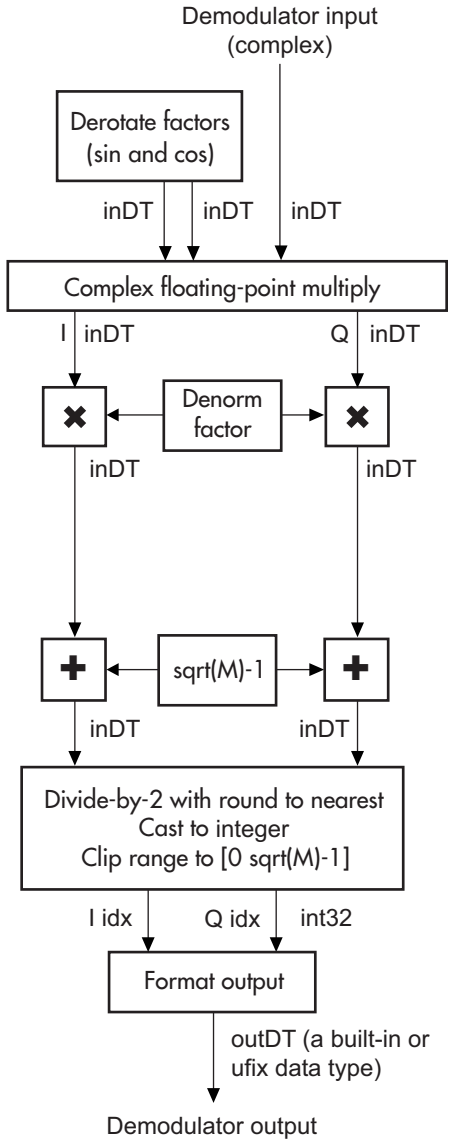 Demodulator input
(complex)
Derotate factors
(sin and cos)
inDT inDT inDT
Complex floating-point multiply
I inDT Q inDT
Denorm
factor
inDT inDT
sqrt(M)-1
inDT inDT
Divide-by-2 with round to nearest
Cast to integer
Clip range to [0 sqrt(M)-1]
I idx Q idx int32
Format output
outDT (a built-in or
ufix data type)
Demodulator output